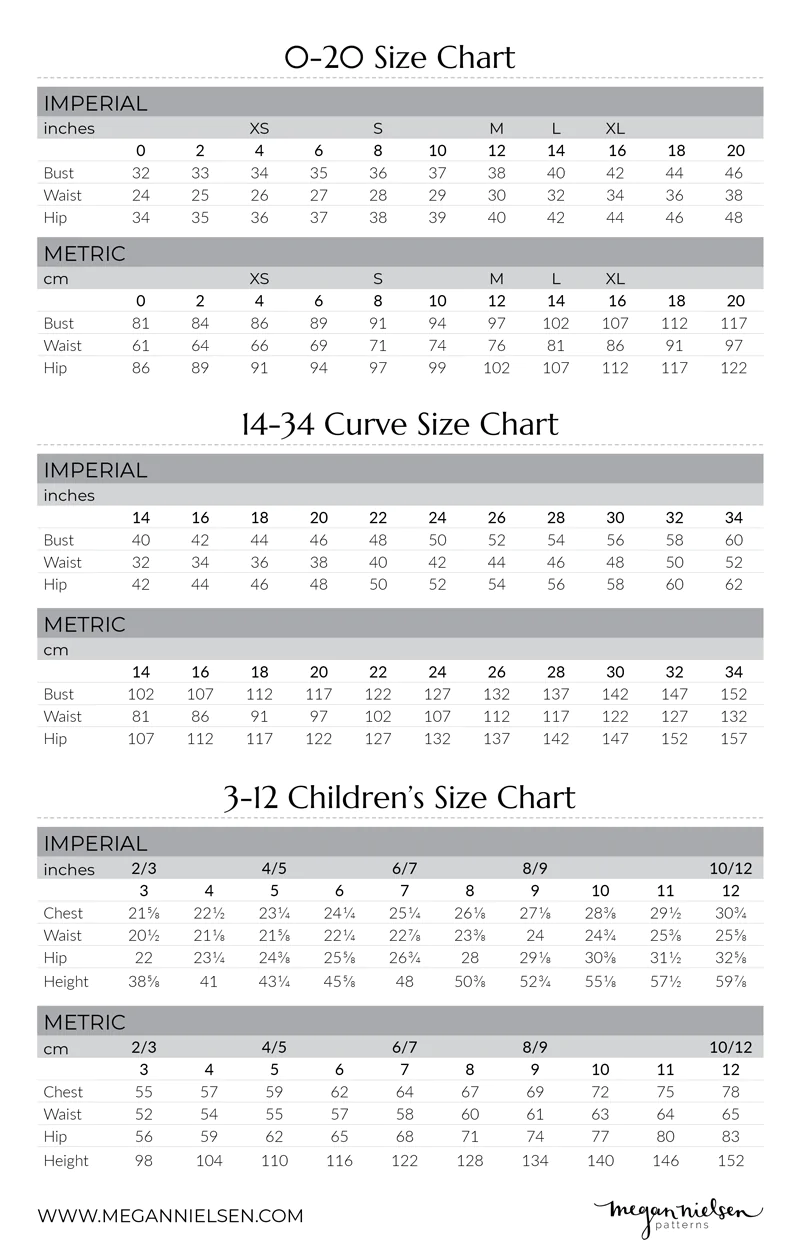 0-20 Size Chart
IMPERIAL
inches XS S M L XL
0 2 4 6 8 10 12 14 16 18 20
Bust 32 33 34 35 36 37 38 40 42 44 46
Waist 24 25 26 27 28 29 30 32 34 36 38
Hip 34 35 36 37 38 39 40 42 44 46 48
METRIC
cm XS S M L XL
0 2 4 6 8 10 12 14 16 18 20
Bust 81 84 86 89 91 94 97 102 107 112 117
Waist 61 64 66 69 71 74 76 81 86 91 97
Hip 86 89 91 94 97 99 102 107 112 117 122
14-34 Curve Size Chart
IMPERIAL
inches
14 16 18 20 22 24 26 28 30 32 34
Bust 40 42 44 46 48 50 52 54 56 58 60
Waist 32 34 36 38 40 42 44 46 48 50 52
Hip 42 44 46 48 50 52 54 56 58 60 62
METRIC
cm
14 16 18 20 22 24 26 28 30 32 34
Bust 102 107 112 117 122 127 132 137 142 147 152
Waist 81 86 91 97 102 107 112 117 122 127 132
Hip 107 112 117 122 127 132 137 142 147 152 157
3-12 Children's Size Chart
IMPERIAL
inches 2/3 4/5 6/7 8/9 10/12
3 4 5 6 7 8 9 10 11 12
Chest 21⅝ 22½ 23¼ 24¼ 25¼ 26⅛ 27⅛ 28⅜ 29½ 30¾
Waist 20½ 21⅛ 21⅝ 22¼ 22⅞ 23⅜ 24 24¾ 25⅜ 25⅝
Hip 22 23¼ 24⅜ 25⅝ 26¾ 28 29⅛ 30⅜ 31½ 32⅝
Height 38⅝ 41 43¼ 45⅝ 48 50⅜ 52¾ 55⅛ 57½ 59⅞
METRIC
cm 2/3 4/5 6/7 8/9 10/12
3 4 5 6 7 8 9 10 11 12
Chest 55 57 59 62 64 67 69 72 75 78
Waist 52 54 55 57 58 60 61 63 64 65
Hip 56 59 62 65 68 71 74 77 80 83
Height 98 104 110 116 122 128 134 140 146 152
WWW.MEGANNIELSEN.COM
megan nielsen
patterns